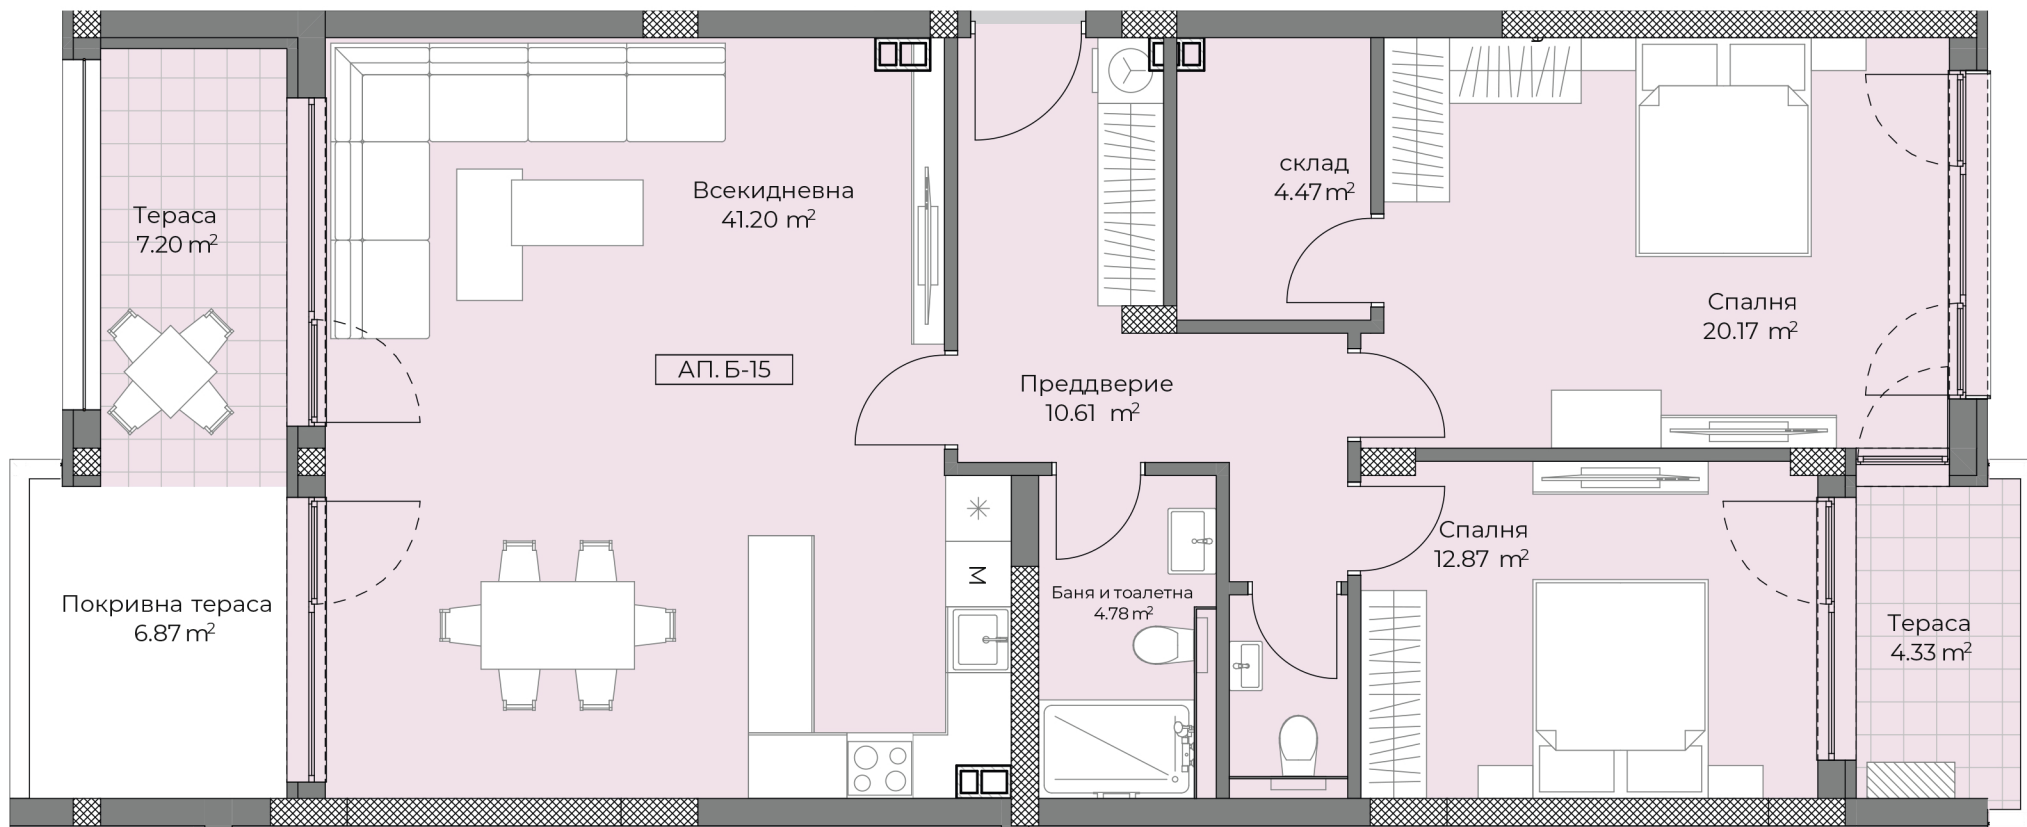 Тераса
7.20 m²
Всекидневна
41.20 m²
склад
4.47 m²
Спалня
20.17 m²
АП. Б-15
Преддверие
10.61 m²
Спалня
12.87 m²
M
Баня и тоалетна
4.78 m²
Покривна тераса
6.87 m²
Тераса
4.33 m²